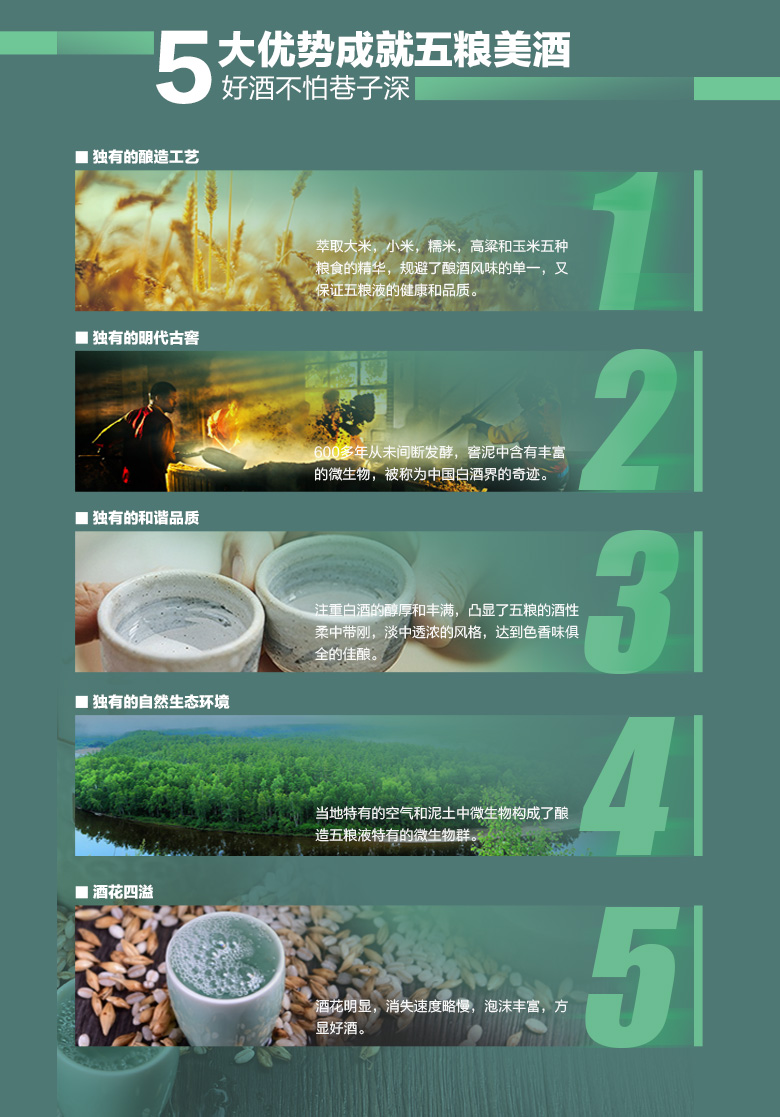 5大优势成就五粮美酒
好酒不怕巷子深
■ 独有的酿造工艺
萃取大米，小米，糯米，高粱和玉米五种
粮食的精华，规避了酿酒风味的单一，又
保证五粮液的健康和品质。
1
■ 独有的明代古窖
600多年从未间断发酵，窖泥中含有丰富
的微生物，被称为中国白酒界的奇迹。
2
■ 独有的和谐品质
注重白酒的醇厚和丰满，凸显了五粮的酒性
柔中带刚，淡中透浓的风格，达到色香味俱
全的佳酿。
3
■ 独有的自然生态环境
当地特有的空气和泥土中微生物构成了酿
造五粮液特有的微生物群。
4
■ 酒花四溢
酒花明显，消失速度略慢，泡沫丰富，方
显好酒。
5